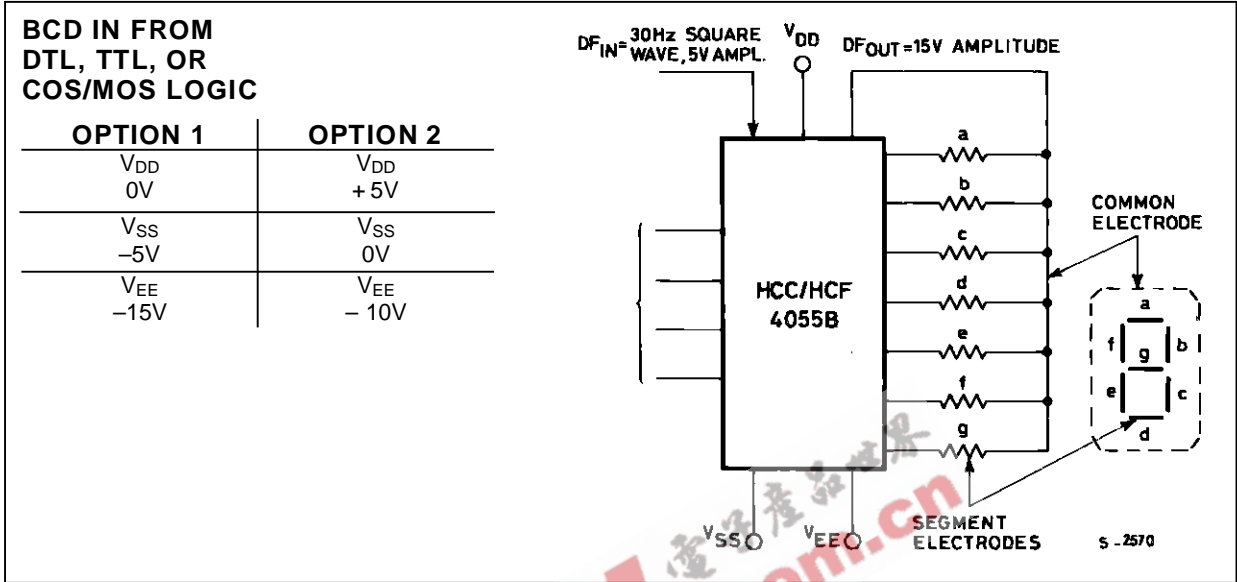 BCD IN FROM
DTL, TTL, OR
COS/MOS LOGIC
OPTION 1 OPTION 2
VDD VDD
0V + 5V
VSS VSS
–5V 0V
VEE VEE
–15V – 10V
DFIN= 30Hz SQUARE
WAVE, 5V AMPL.
VDD
DFOUT=15V AMPLITUDE
a
b
c
d
e
f
g
HCC/HCF
4055B
COMMON
ELECTRODE
a
f g b
e c
d
VSS VEE
SEGMENT
ELECTRODES
S-2570
om.cn